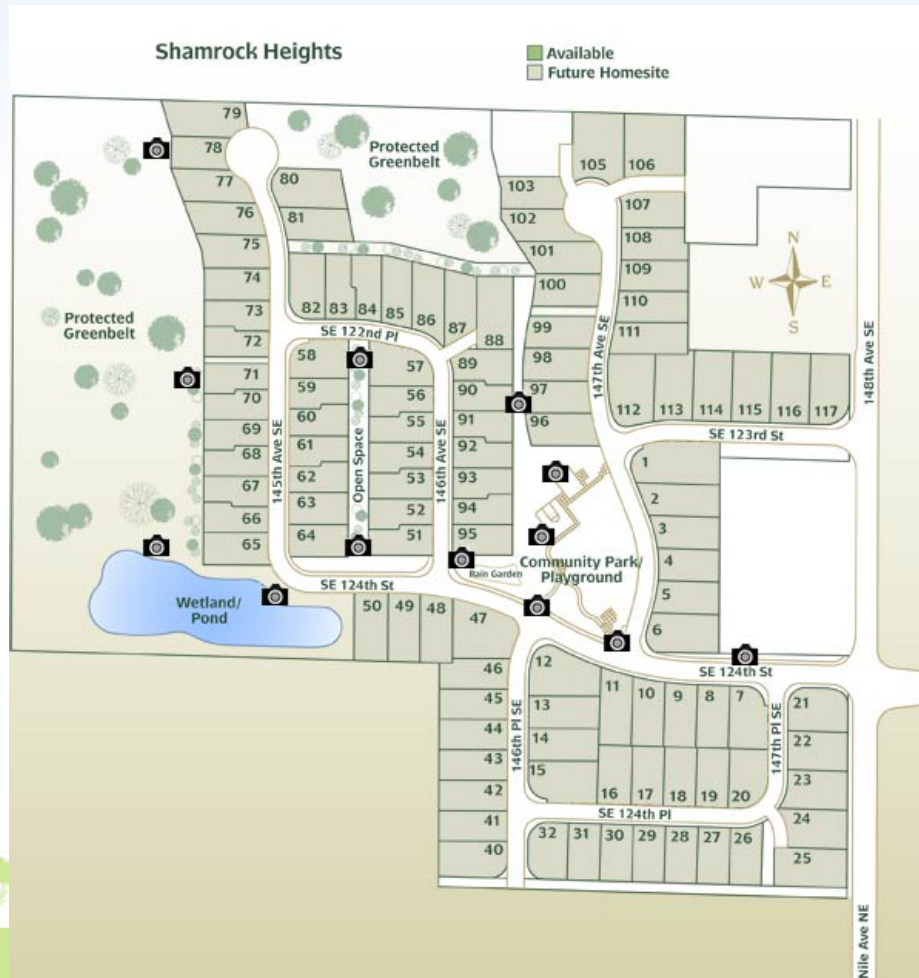 Shamrock Heights
Available
Future Homesite
79
78
77
76
75
74
73
72
71
70
69
68
67
66
65
80
81
Protected
Greenbelt
Protected
Greenbelt
82 83 84 85 86 87 88
SE 122nd Pl
58
59
60
61
62
63
64
Open Space
57
56
55
54
53
52
51
89
90
91
92
93
94
95
145th Ave SE
146th Ave SE
103
102
101
100
99
98
97
96
105 106
107
108
109
110
111
147th Ave SE
N
W E
S
148th Ave SE
112 113 114 115 116 117
SE 123rd St
1
2
3
4
5
6
Community Park/
Playground
Rain Garden
Wetland/
Pond
SE 124th St
50 49 48 47
SE 124th St
46
45
44
43
42
41
40
146th Pl SE
12
13
14
15
11 10 9 8 7
16 17 18 19 20
147th Pl SE
21
22
23
24
25
SE 124th Pl
32 31 30 29 28 27 26
Nile Ave NE